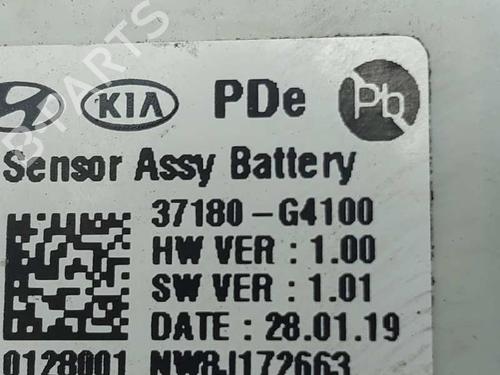 KIA PDe Pb
Sensor Assy Battery
37180-G4100
HW VER : 1.00
SW VER : 1.01
DATE : 28.01.19
0128001 NW8J172663